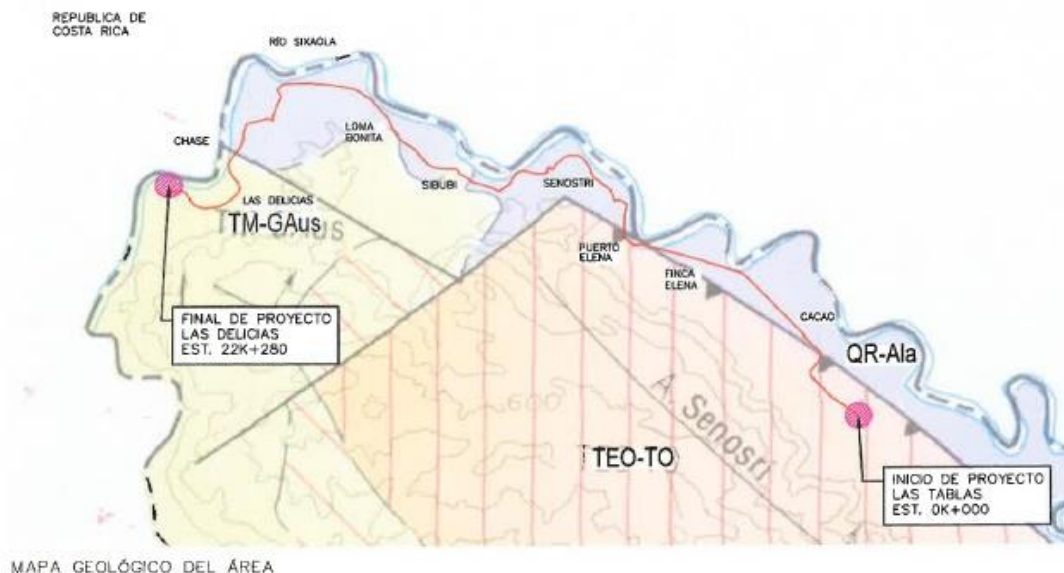 REPUBLICA DE
COSTA RICA
RÍO SIXAOLA
CHASE
LOMA
BONITA
SIBUBI
SENOSTRI
LAS DELICIAS
TM-GAus
PUERTO
ELENA
FINCA
ELENA
CACAO
FINAL DE PROYECTO
LAS DELICIAS
EST. 22K+280
QR-Ala
600
A. Senosri
TEO-TO
INICIO DE PROYECTO
LAS TABLAS
EST. 0K+000
MAPA GEOLÓGICO DEL ÁREA